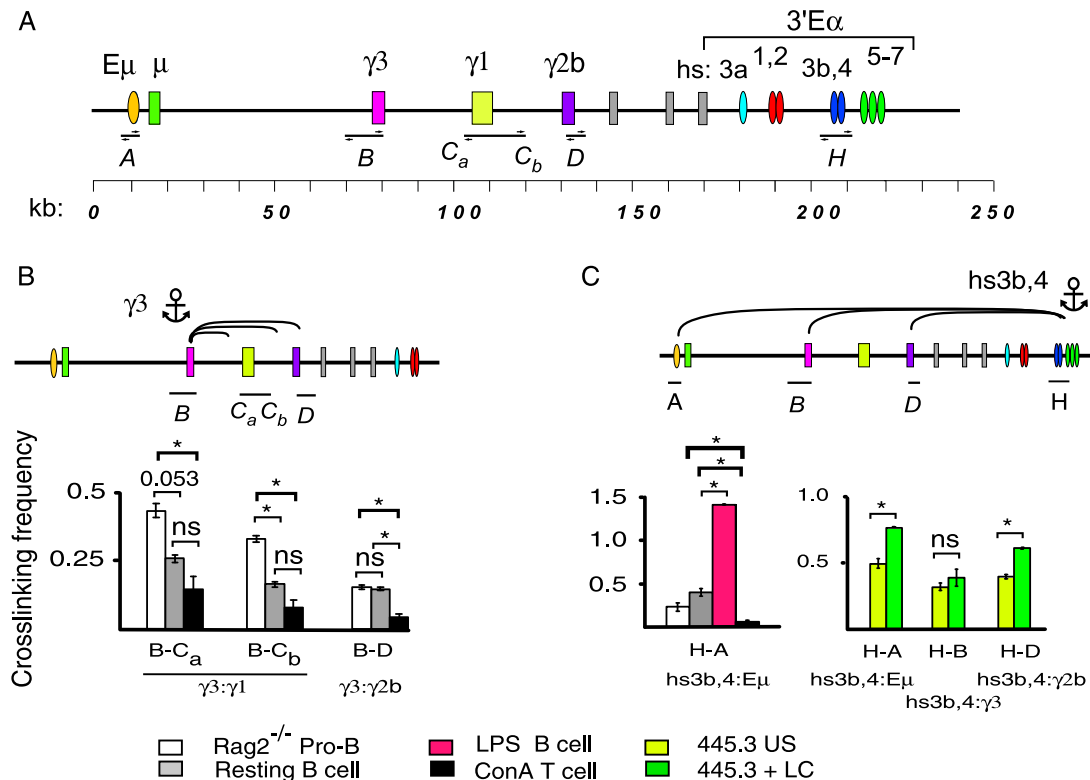 A
3'Eα
Eµ µ γ3 γ1 γ2b hs: 3a 1,2 3b,4 5-7
A B Ca Cb D H
kb: 0 50 100 150 200 250
B
γ3
B Ca Cb D
Crosslinking frequency
0.5
0.25
0.053
*
ns
*
*
ns
*
ns
*
B-Ca B-Cb B-D
γ3:γ1 γ3:γ2b
C
hs3b,4
A B D H
1.5
1.0
0.5
*
*
*
H-A
hs3b,4:Eµ
1.0
0.5
0
*
ns
*
H-A H-B H-D
hs3b,4:Eµ hs3b,4:γ2b
hs3b,4:γ3
Rag2-/- Pro-B
Resting B cell
LPS B cell
ConA T cell
445.3 US
445.3 + LC